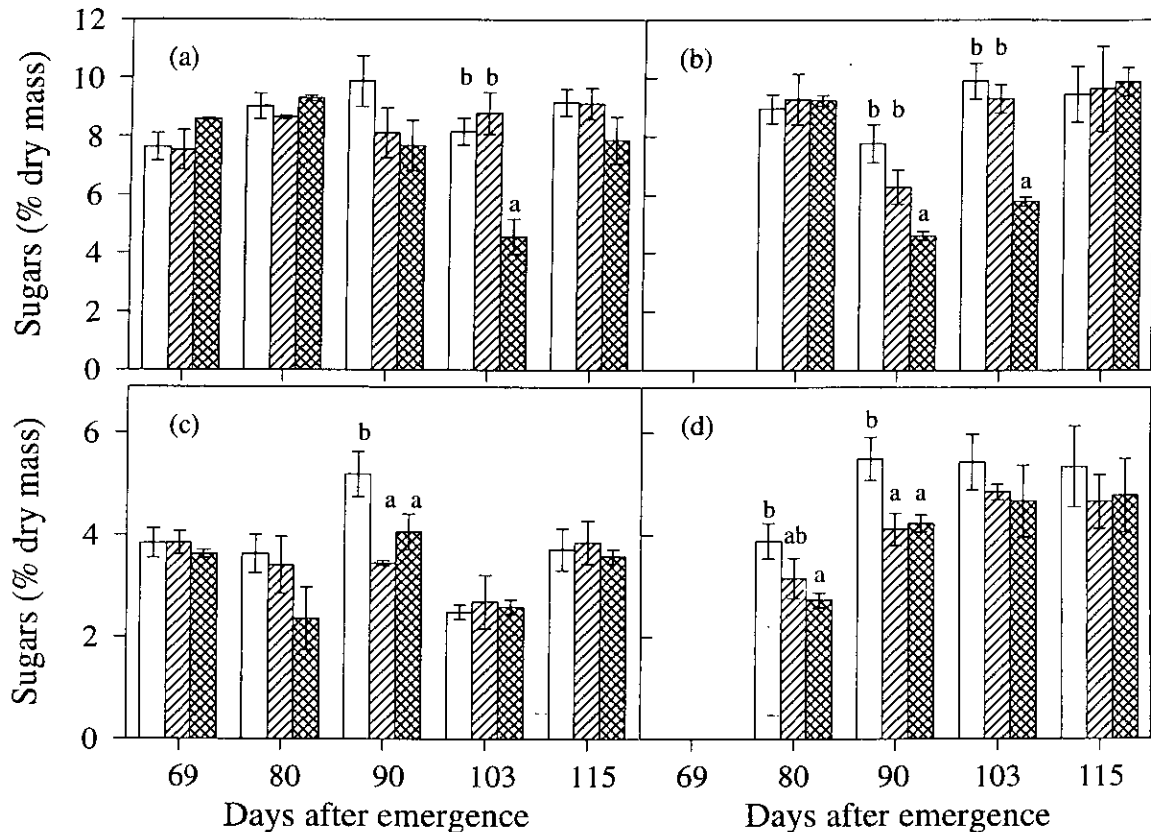 12
10
8
6
4
2
0
Sugars (% dry mass)
(a)
b b
a
(b)
b b
a
b b
a
6
4
2
0
Sugars (% dry mass)
(c)
b
a a
(d)
b
ab
a
b
a a
69 80 90 103 115 69 80 90 103 115
Days after emergence Days after emergence